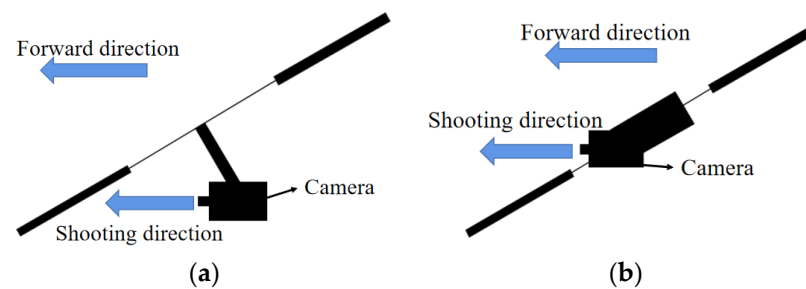 Forward direction
Shooting direction
Camera
(a)
Forward direction
Shooting direction
Camera
(b)